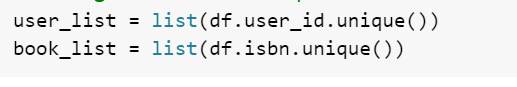 user_list = list(df.user_id.unique())
book_list = list(df.isbn.unique())